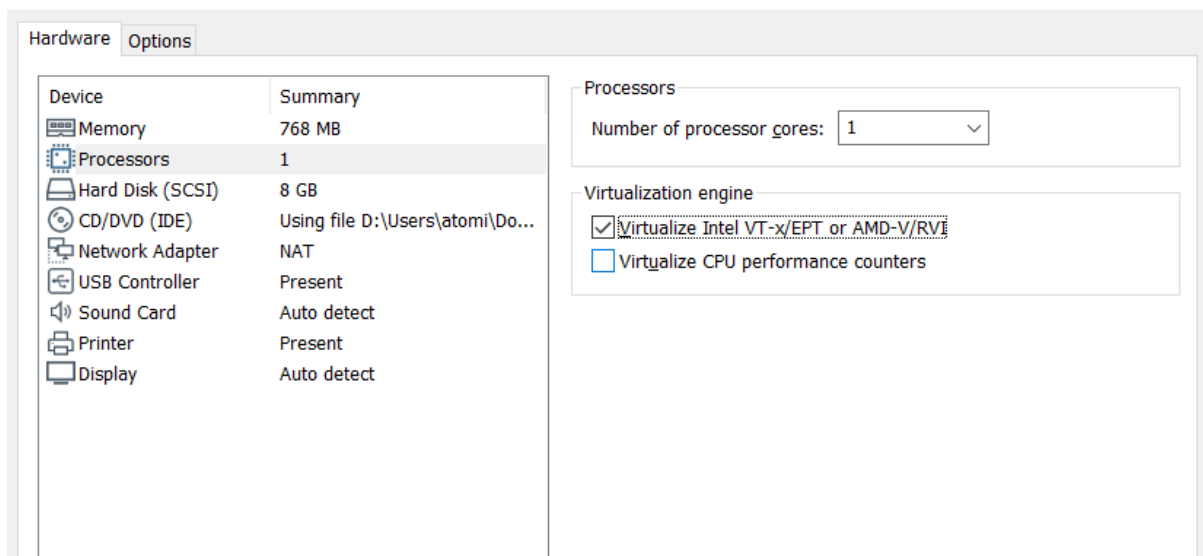 Hardware Options
Device Summary
Memory 768 MB
Processors 1
Hard Disk (SCSI) 8 GB
CD/DVD (IDE) Using file D:\Users\atomi\Do...
Network Adapter NAT
USB Controller Present
Sound Card Auto detect
Printer Present
Display Auto detect
Processors
Number of processor cores: 1
Virtualization engine
Virtualize Intel VT-x/EPT or AMD-V/RVI
Virtualize CPU performance counters